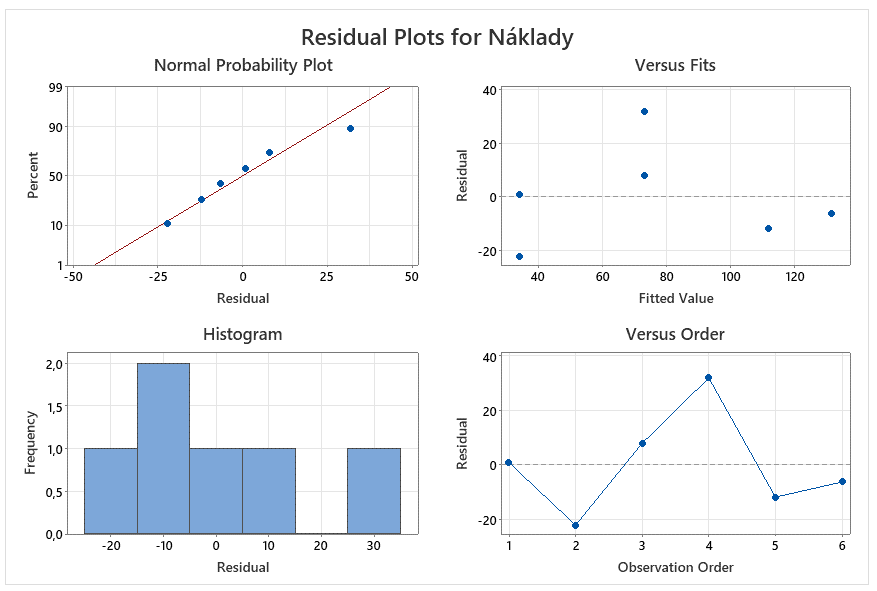 Residual Plots for Náklady
Normal Probability Plot
99
90
50
10
1
Percent
-50 -25 0 25 50
Residual
Versus Fits
40
20
0
-20
Residual
40 60 80 100 120
Fitted Value
Histogram
2,0
1,5
1,0
0,5
0,0
Frequency
-20 -10 0 10 20 30
Residual
Versus Order
40
20
0
-20
Residual
1 2 3 4 5 6
Observation Order